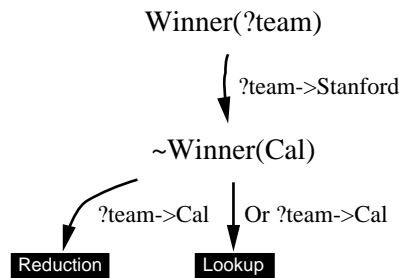 Winner(?team)
?team->Stanford
~Winner(Cal)
?team->Cal
Or ?team->Cal
Reduction
Lookup